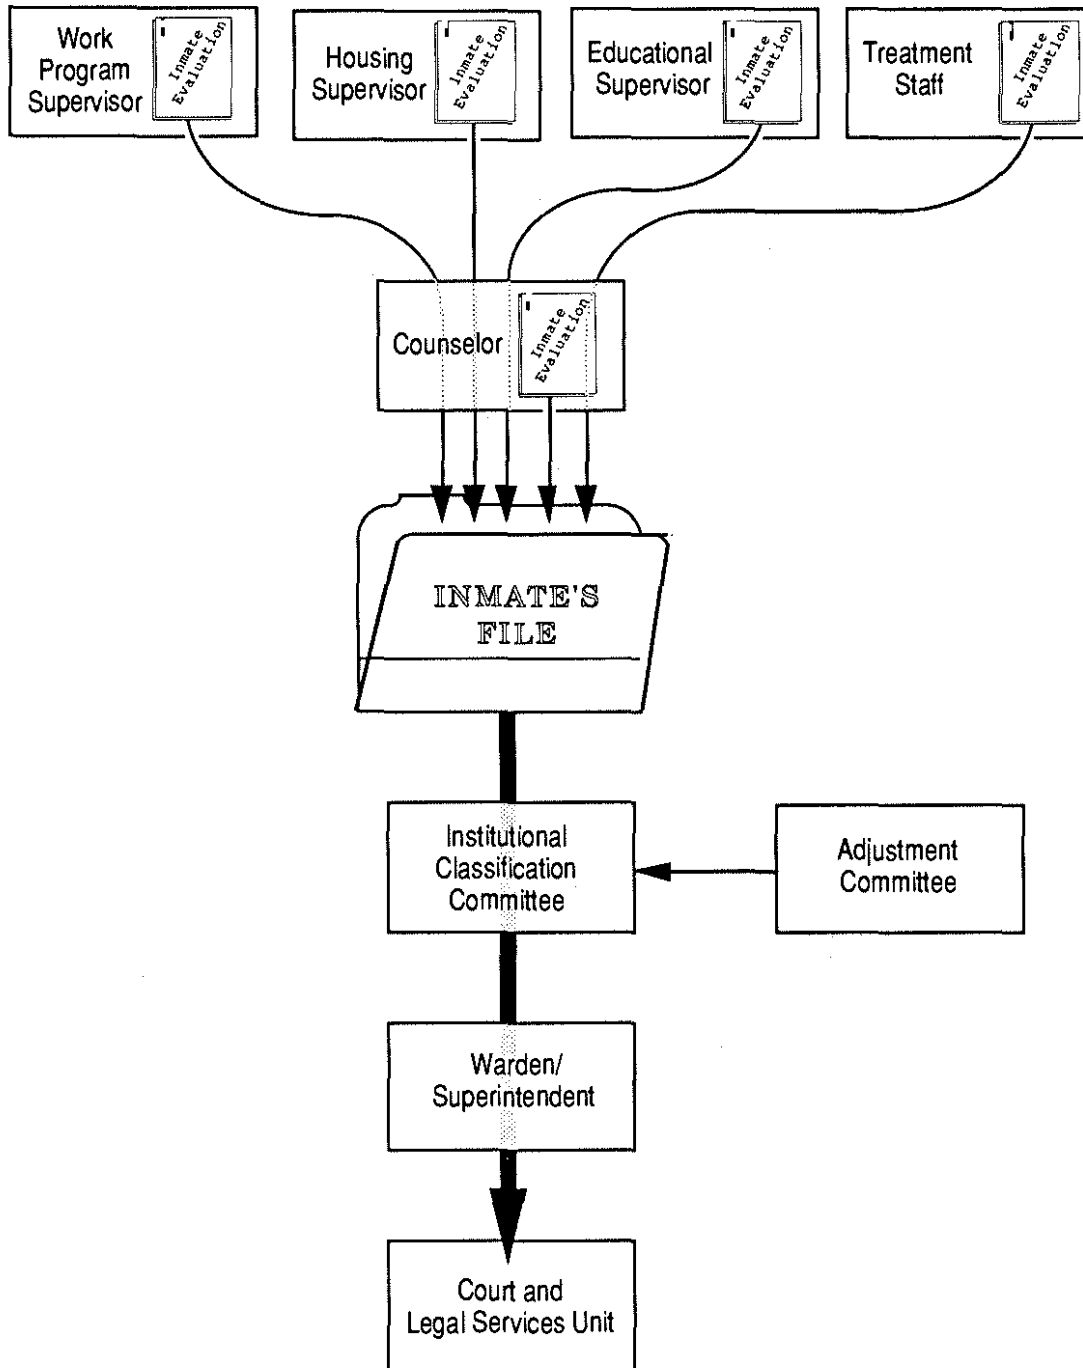 Work
Program
Supervisor
Inmate
Evaluation
Housing
Supervisor
Inmate
Evaluation
Educational
Supervisor
Inmate
Evaluation
Treatment
Staff
Inmate
Evaluation
Counselor
Inmate
Evaluation
INMATE'S
FILE
Institutional
Classification
Committee
Adjustment
Committee
Warden/
Superintendent
Court and
Legal Services Unit